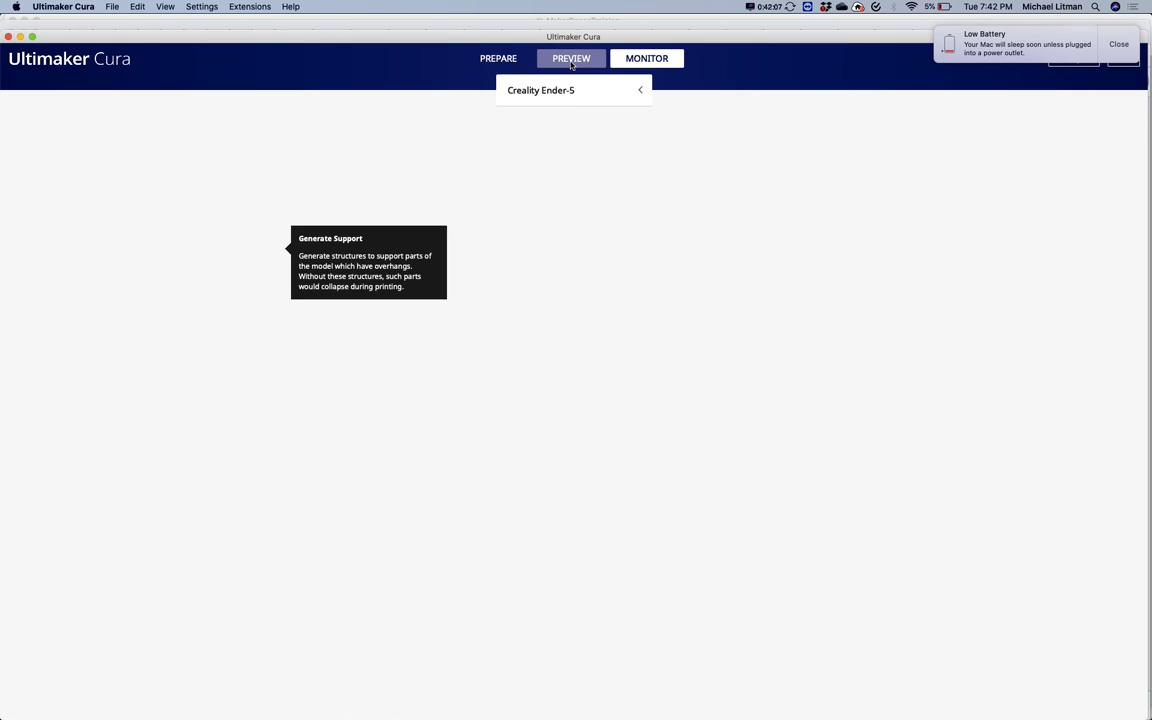 Ultimaker Cura File Edit View Settings Extensions Help 0:42:07 5% Tue 7:42 PM Michael Litman
Ultimaker Cura
Low Battery
Your Mac will sleep soon unless plugged
into a power outlet.
Close
Ultimaker Cura
PREPARE PREVIEW MONITOR
Creality Ender-5
Generate Support
Generate structures to support parts of
the model which have overhangs.
Without these structures, such parts
would collapse during printing.